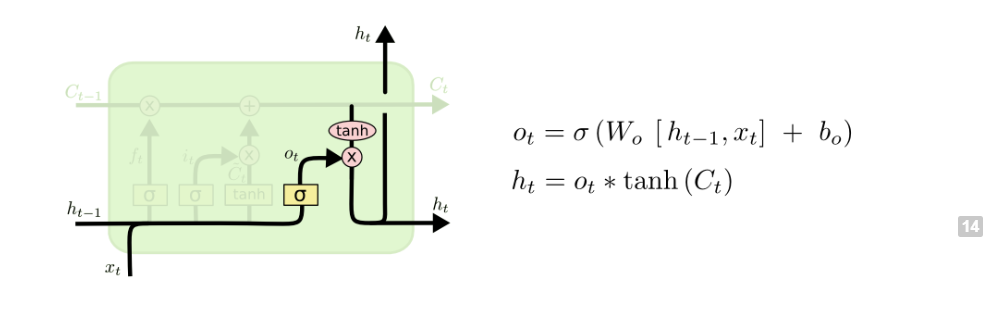 h_t
C_{t-1}
C_t
x
+
tanh
f_t
i_t
C̃_t
x
o_t
x
σ
σ
tanh
σ
h_{t-1}
h_t
x_t
o_t = σ (W_o [h_{t-1}, x_t] + b_o)
h_t = o_t * tanh (C_t)
14